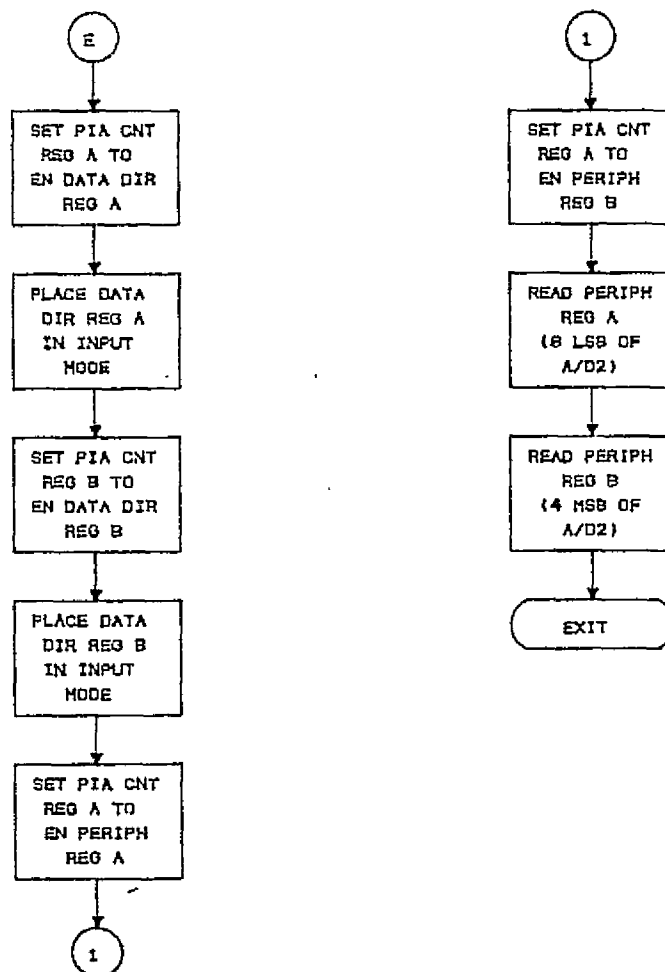 E
SET PIA CNT
REG A TO
EN DATA DIR
REG A
PLACE DATA
DIR REG A
IN INPUT
MODE
SET PIA CNT
REG B TO
EN DATA DIR
REG B
PLACE DATA
DIR REG B
IN INPUT
MODE
SET PIA CNT
REG A TO
EN PERIPH
REG A
1
1
SET PIA CNT
REG A TO
EN PERIPH
REG B
READ PERIPH
REG A
(8 LSB OF
A/D2)
READ PERIPH
REG B
(4 MSB OF
A/D2)
EXIT